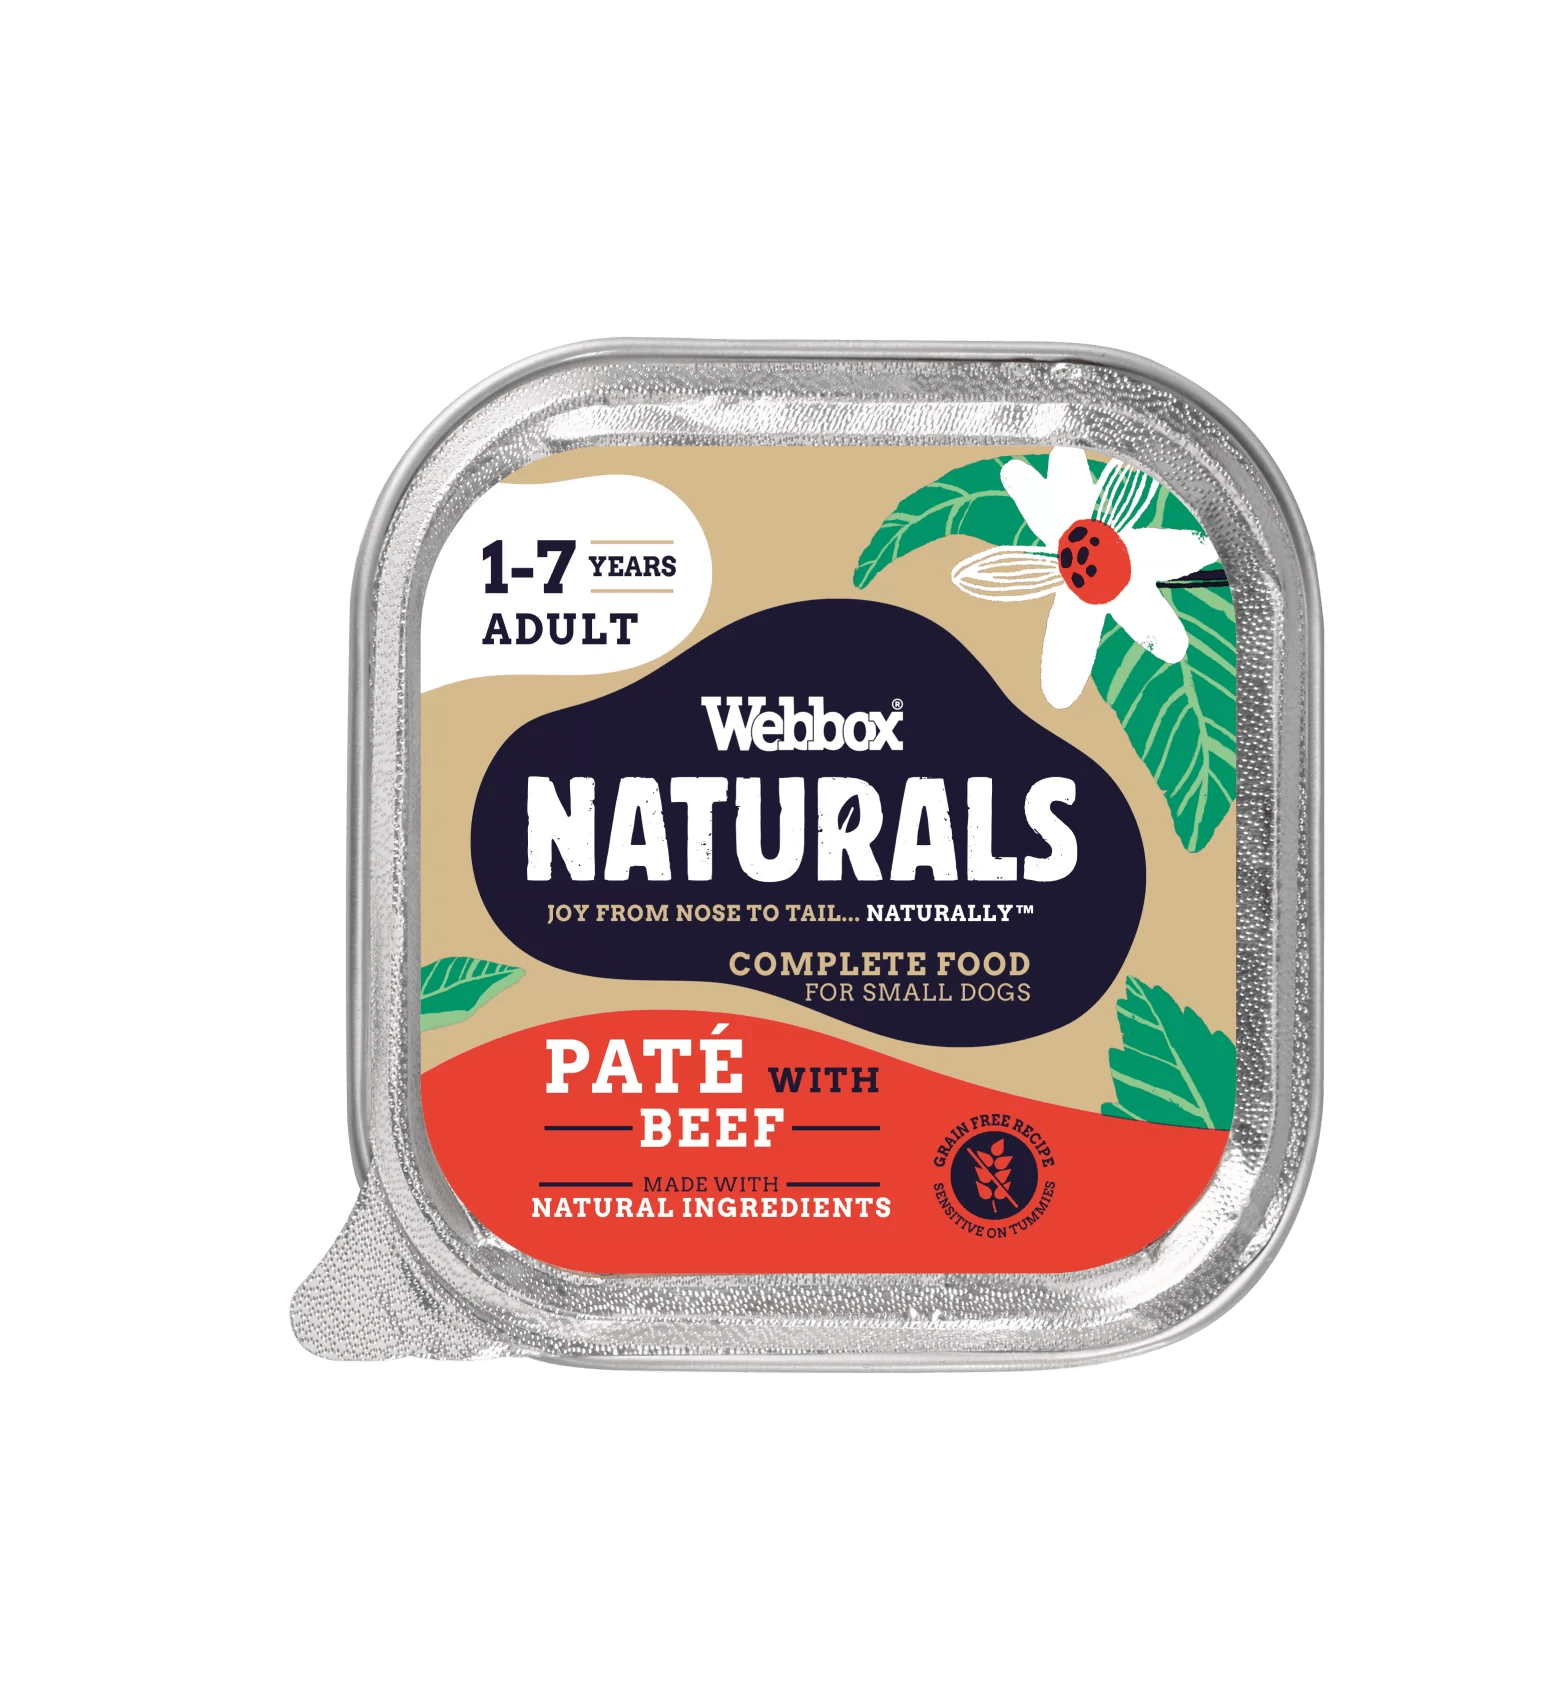 1-7 YEARS
ADULT
Webbox®
NATURALS
JOY FROM NOSE TO TAIL... NATURALLY™
COMPLETE FOOD
FOR SMALL DOGS
PATÉ WITH
BEEF
MADE WITH
NATURAL INGREDIENTS
GRAIN FREE RECIPE
SENSITIVE ON TUMMIES